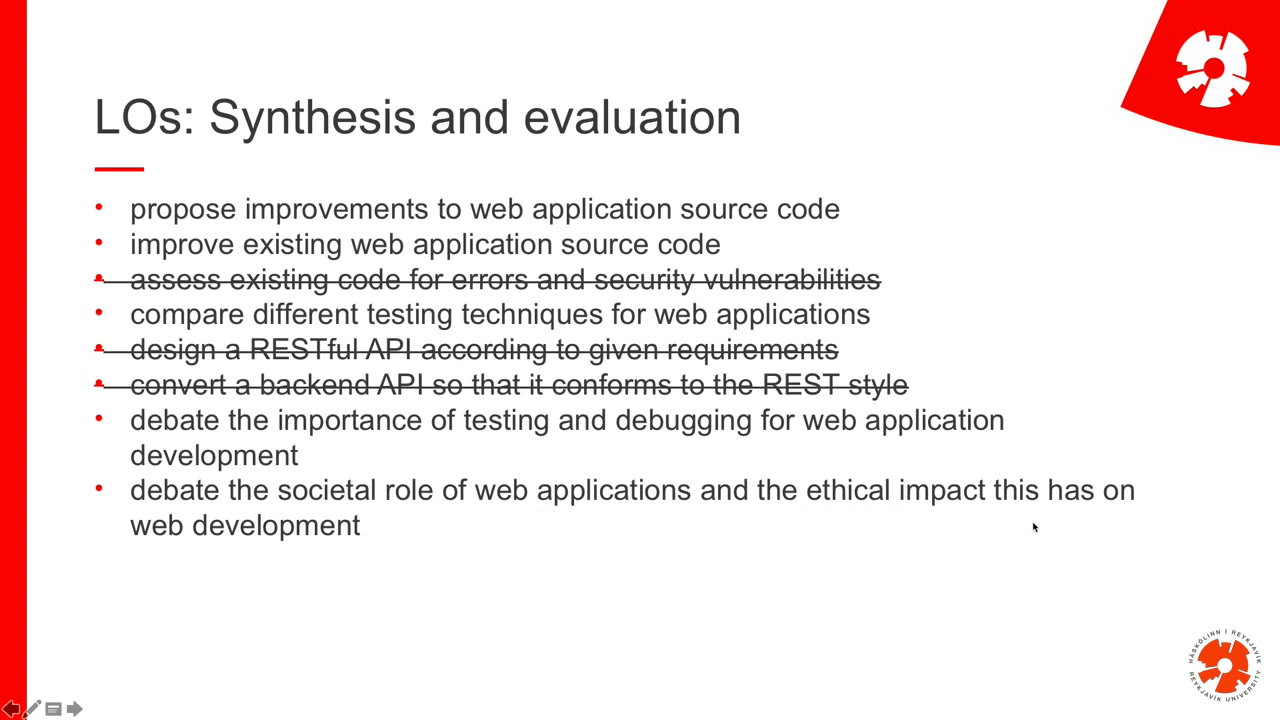 LOs: Synthesis and evaluation
• propose improvements to web application source code
• improve existing web application source code
• assess existing code for errors and security vulnerabilities
• compare different testing techniques for web applications
• design a RESTful API according to given requirements
• convert a backend API so that it conforms to the REST style
• debate the importance of testing and debugging for web application
development
• debate the societal role of web applications and the ethical impact this has on
web development
HÁSKÓLINN Í REYKJAVÍK
REYKJAVÍK UNIVERSITY